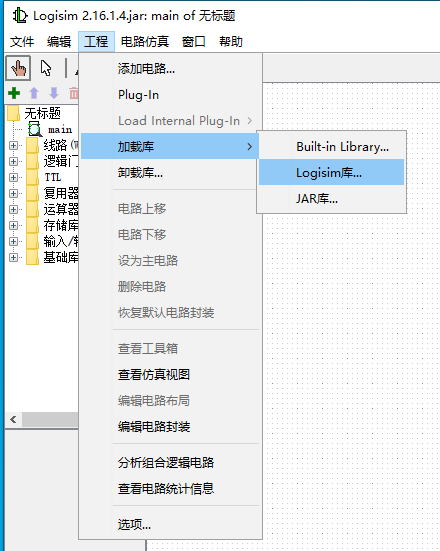 Logisim 2.16.1.4.jar: main of 无标题
文件 编辑 工程 电路仿真 窗口 帮助
添加电路...
Plug-In
Load Internal Plug-In
加载库
卸载库...
电路上移
电路下移
设为主电路
删除电路
恢复默认电路封装
查看工具箱
查看仿真视图
编辑电路布局
编辑电路封装
分析组合逻辑电路
查看电路统计信息
选项...
Built-in Library...
Logisim库...
JAR库...
无标题
main
线路(W
逻辑门
TTL
复用器
运算器
存储库
输入/输
基础库